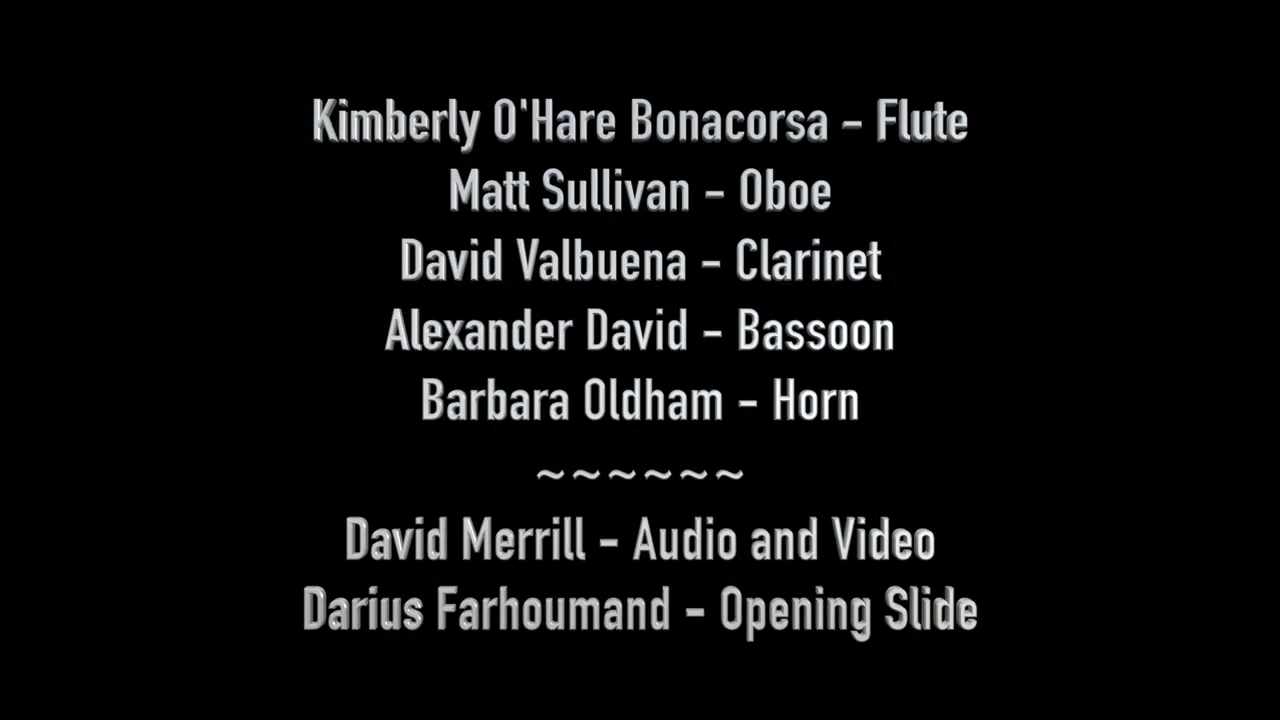 Kimberly O'Hare Bonacorsa - Flute
Matt Sullivan - Oboe
David Valbuena - Clarinet
Alexander David - Bassoon
Barbara Oldham - Horn
~~~~~~
David Merrill - Audio and Video
Darius Farhoumand - Opening Slide